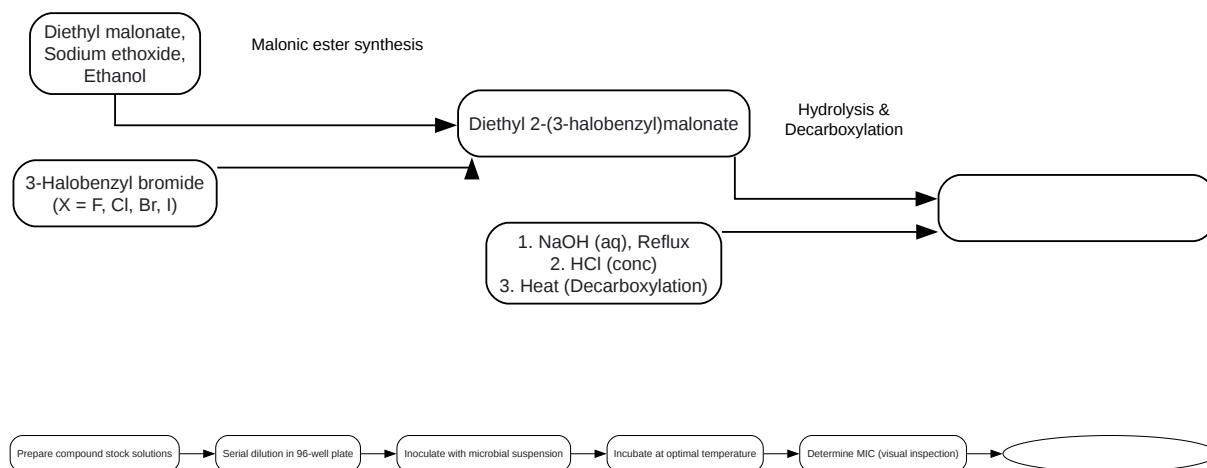 Diethyl malonate,
Sodium ethoxide,
Ethanol
Malonic ester synthesis
Diethyl 2-(3-halobenzyl)malonate
Hydrolysis &
Decarboxylation
3-Halobenzyl bromide
(X = F, Cl, Br, I)
1. NaOH (aq), Reflux
2. HCl (conc)
3. Heat (Decarboxylation)
Prepare compound stock solutions
Serial dilution in 96-well plate
Inoculate with microbial suspension
Incubate at optimal temperature
Determine MIC (visual inspection)